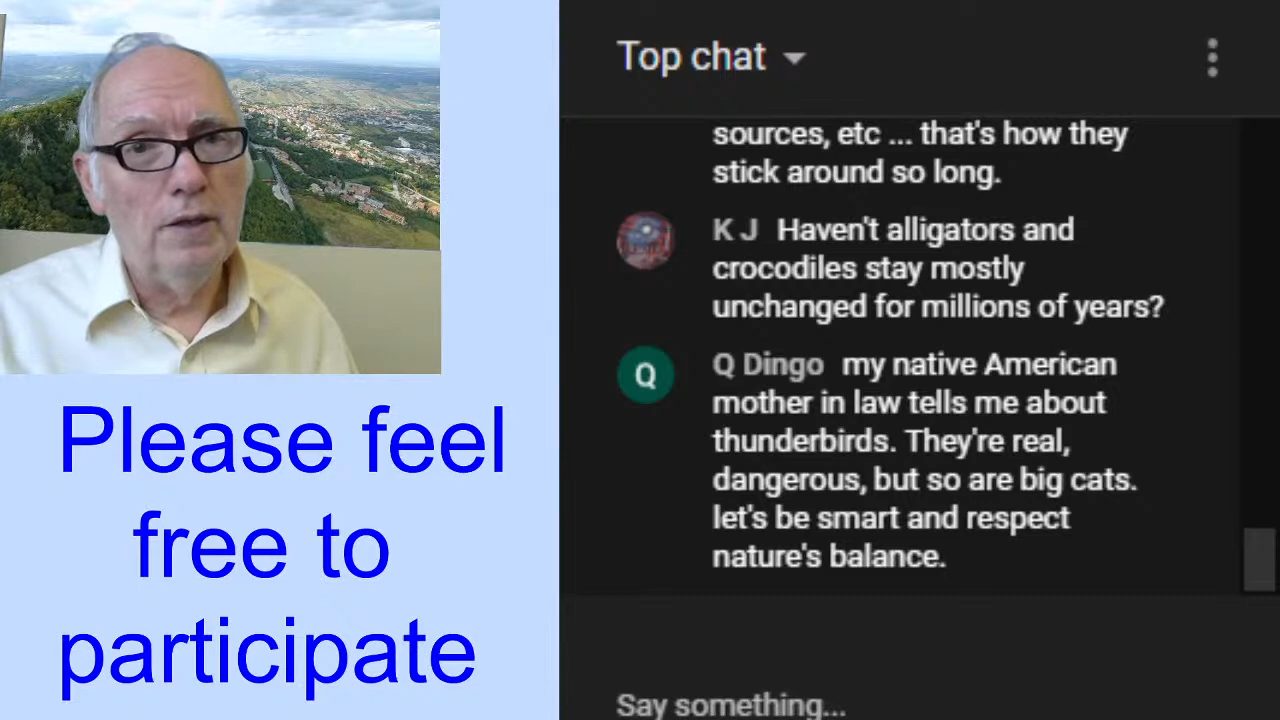 Please feel
free to
participate
Top chat
sources, etc ... that's how they
stick around so long.
K J Haven't alligators and
crocodiles stay mostly
unchanged for millions of years?
Q
Q Dingo my native American
mother in law tells me about
thunderbirds. They're real,
dangerous, but so are big cats.
let's be smart and respect
nature's balance.
Say something...